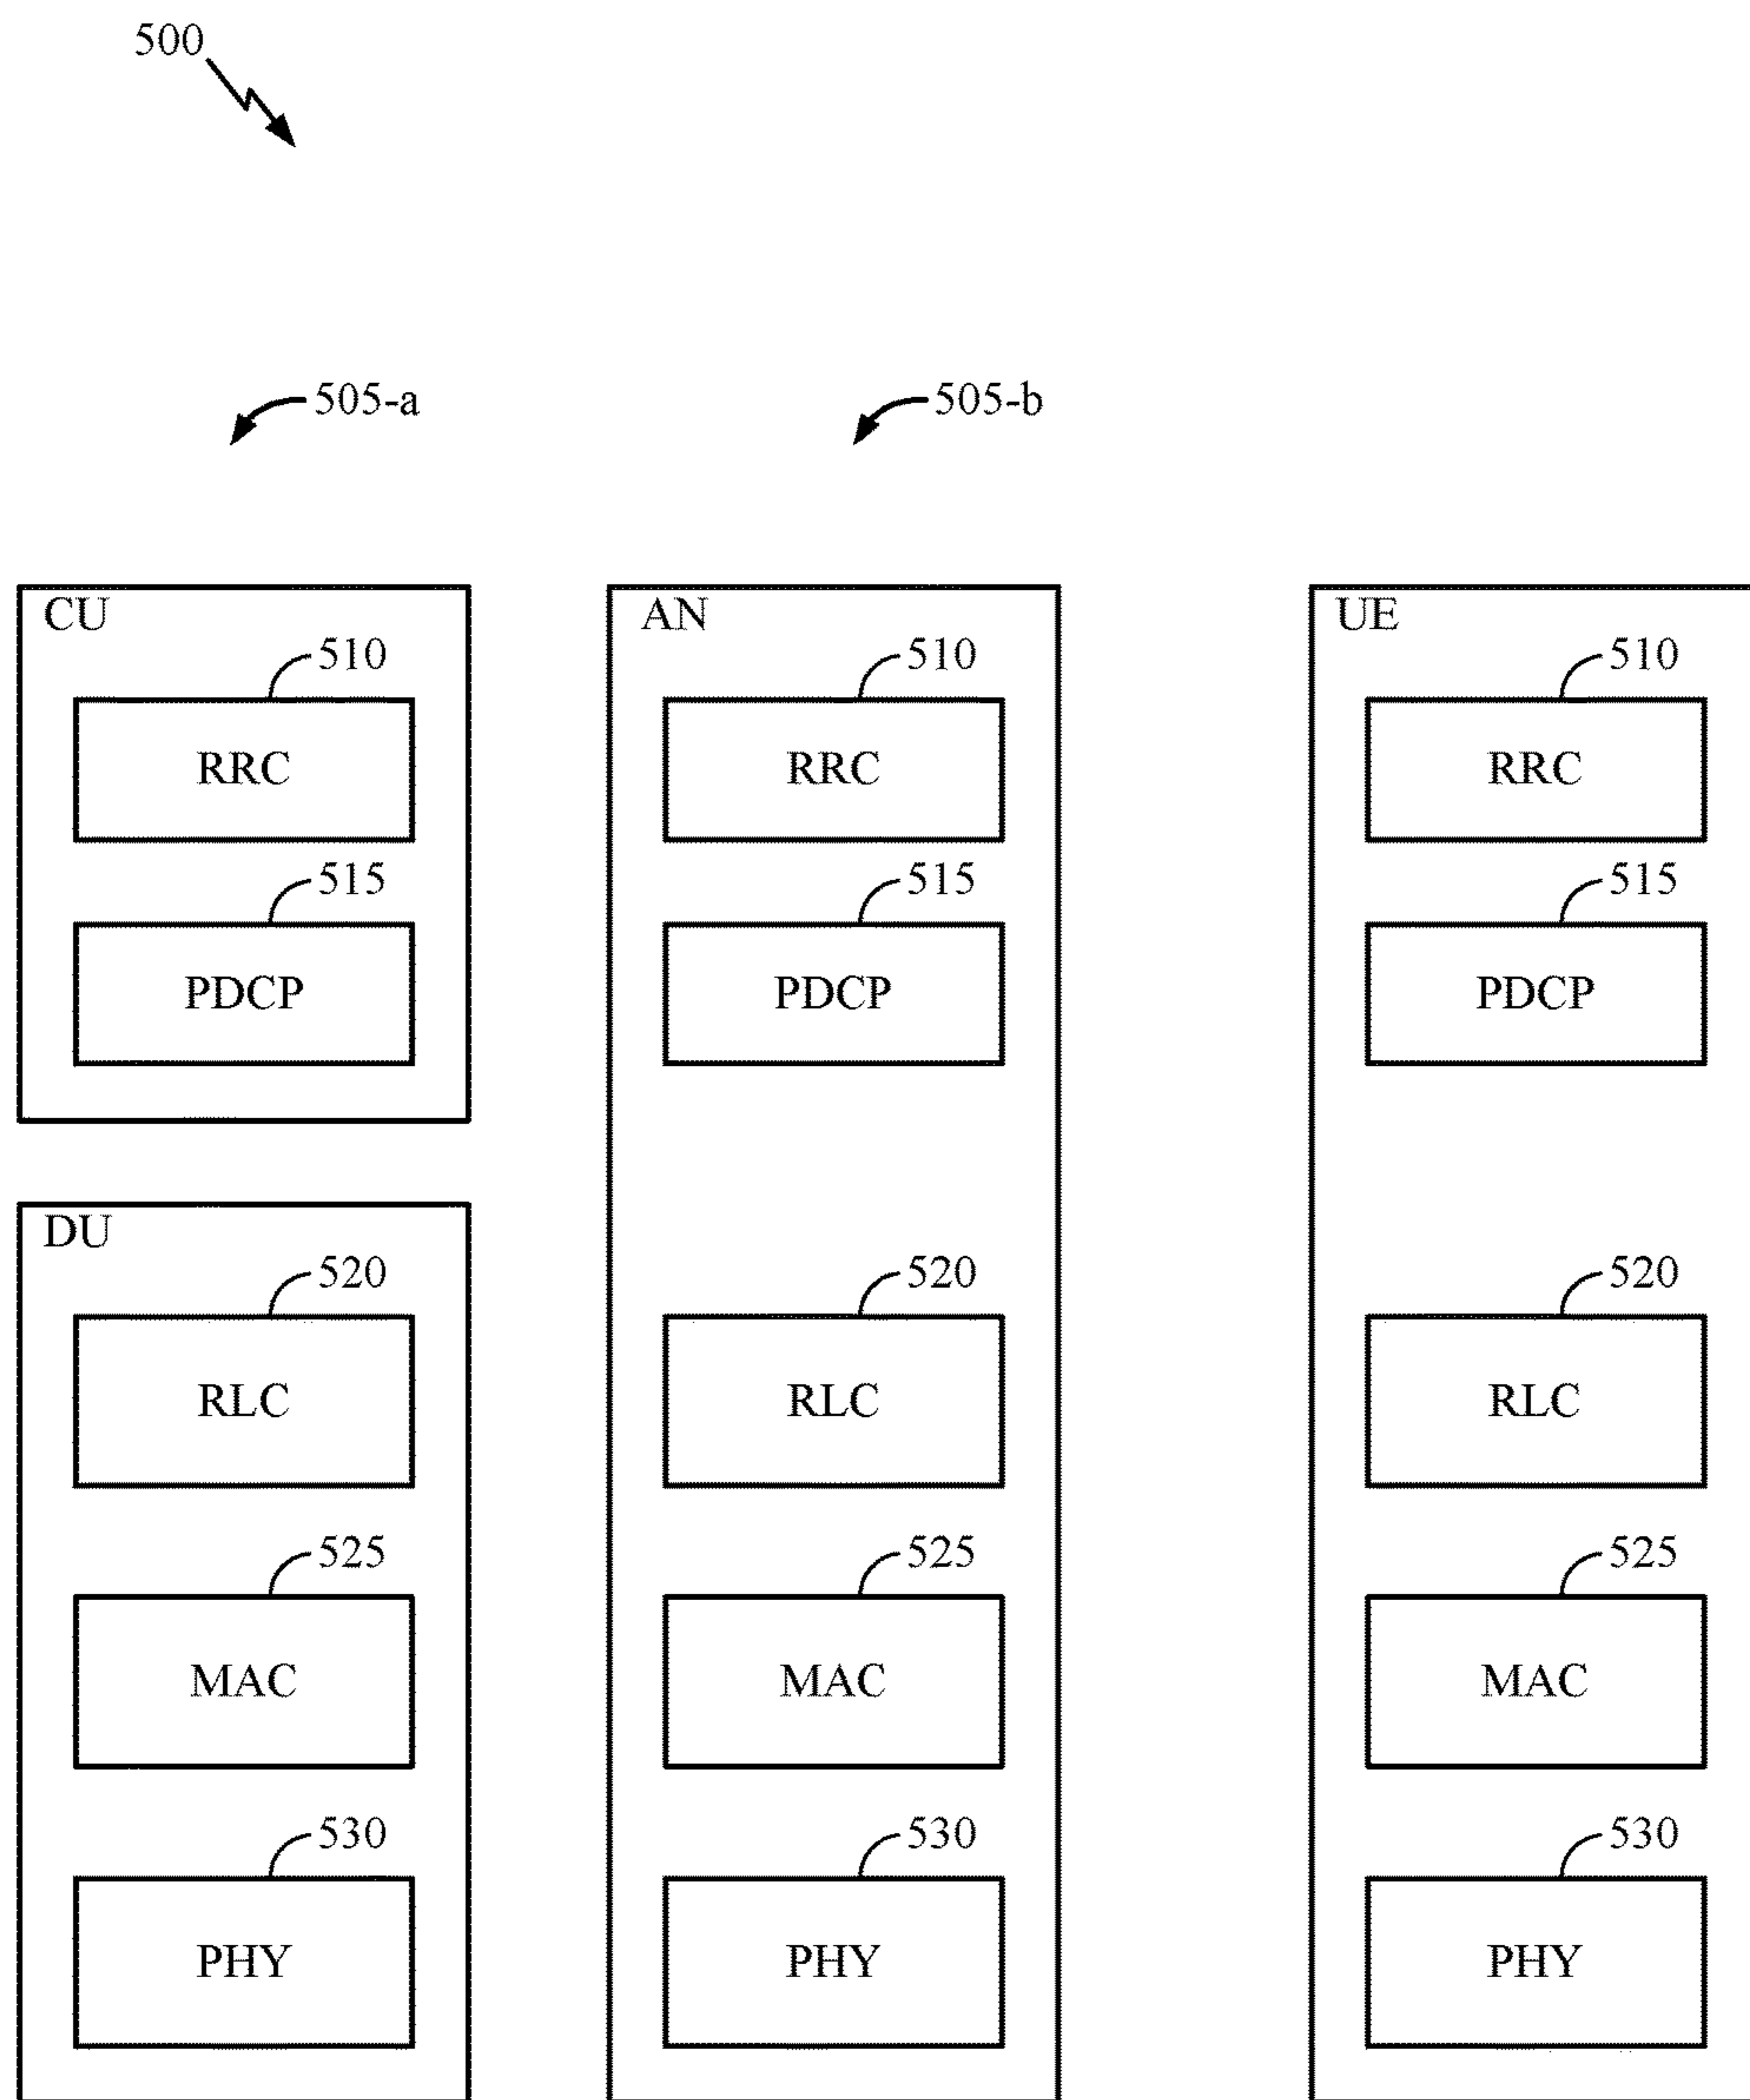 500
505-a 505-b
CU AN UE
510 510 510
RRC RRC RRC
515 515 515
PDCP PDCP PDCP
DU
520 520 520
RLC RLC RLC
525 525 525
MAC MAC MAC
530 530 530
PHY PHY PHY